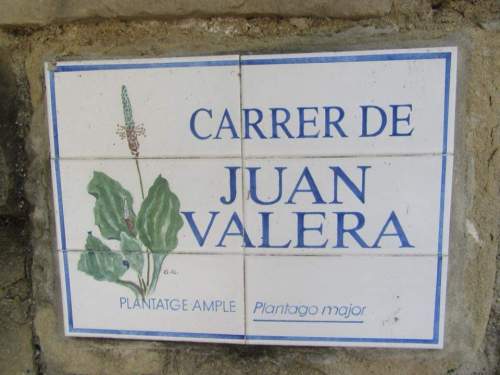 CARRER DE
JUAN
VALERA
PLANTATGE AMPLE Plantago major